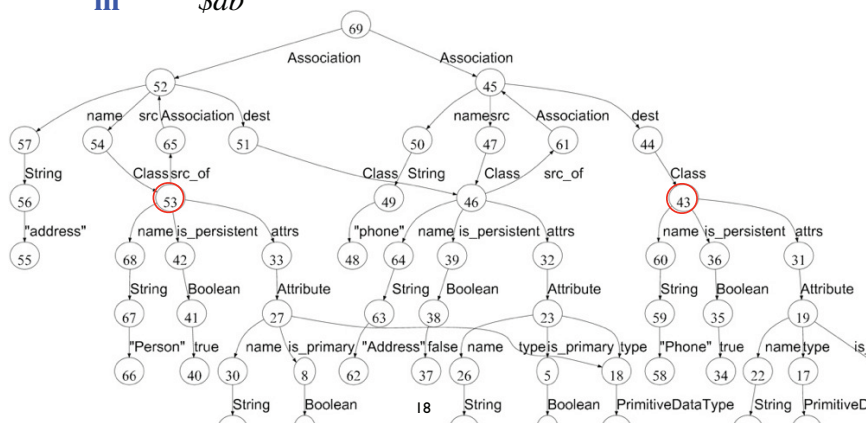 in $db
69
Association Association
52 45
name src Association dest name src Association dest
57 54 65 51 50 47 61 44
String Class src_of Class String Class src_of Class
56 53 49 46 43
"address" name is_persistent attrs "phone" name is_persistent attrs name is_persistent attrs
55 68 42 33 48 64 39 32 60 36 31
String Boolean Attribute String Boolean Attribute String Boolean Attribute
67 41 27 63 38 23 59 35 19
"Person" true name is_primary "Address" false name type is_primary type "Phone" true name type is
66 40 30 8 62 37 26 5 18 58 34 22 17
String Boolean 18 String Boolean PrimitiveDataType String PrimitiveD